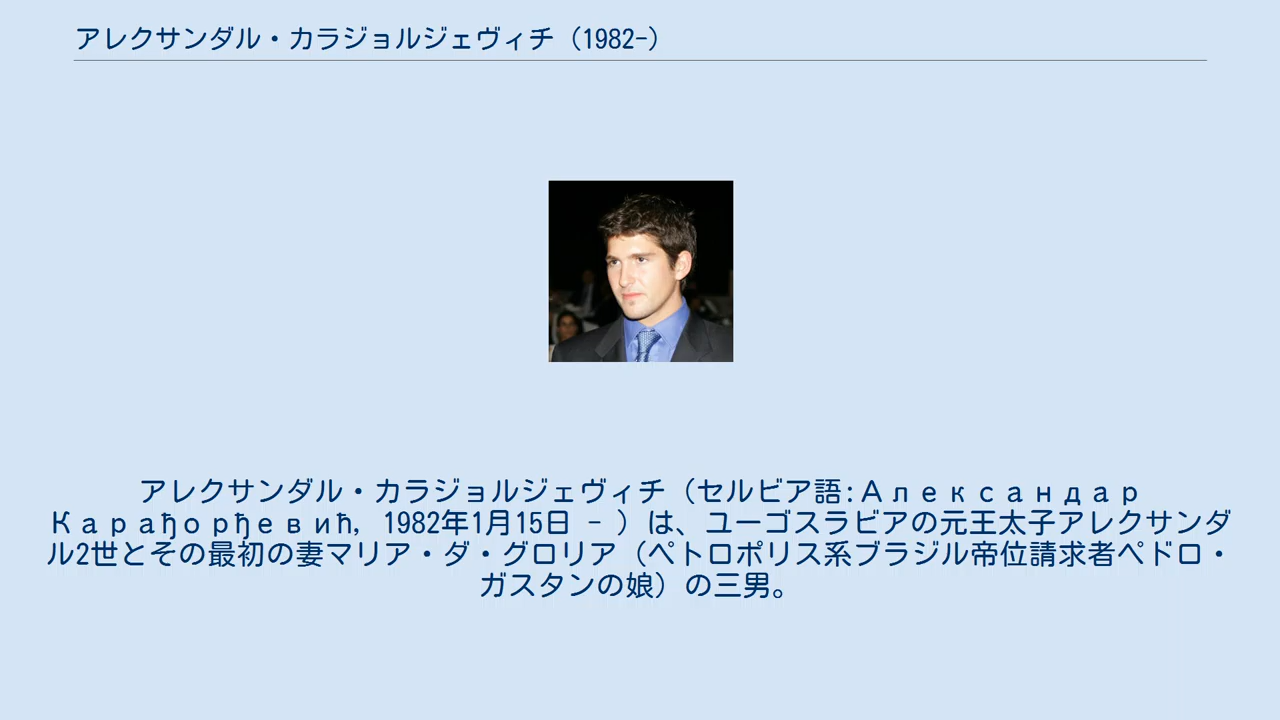 アレクサンダル・カラジョルジェヴィチ（1982-）
アレクサンダル・カラジョルジェヴィチ（セルビア語:Александар
Карађорђевић, 1982年1月15日 - ）は、ユーゴスラビアの元王太子アレクサンダ
ル2世とその最初の妻マリア・ダ・グロリア（ペトロポリス系ブラジル帝位請求者ペドロ・
ガスタンの娘）の三男。